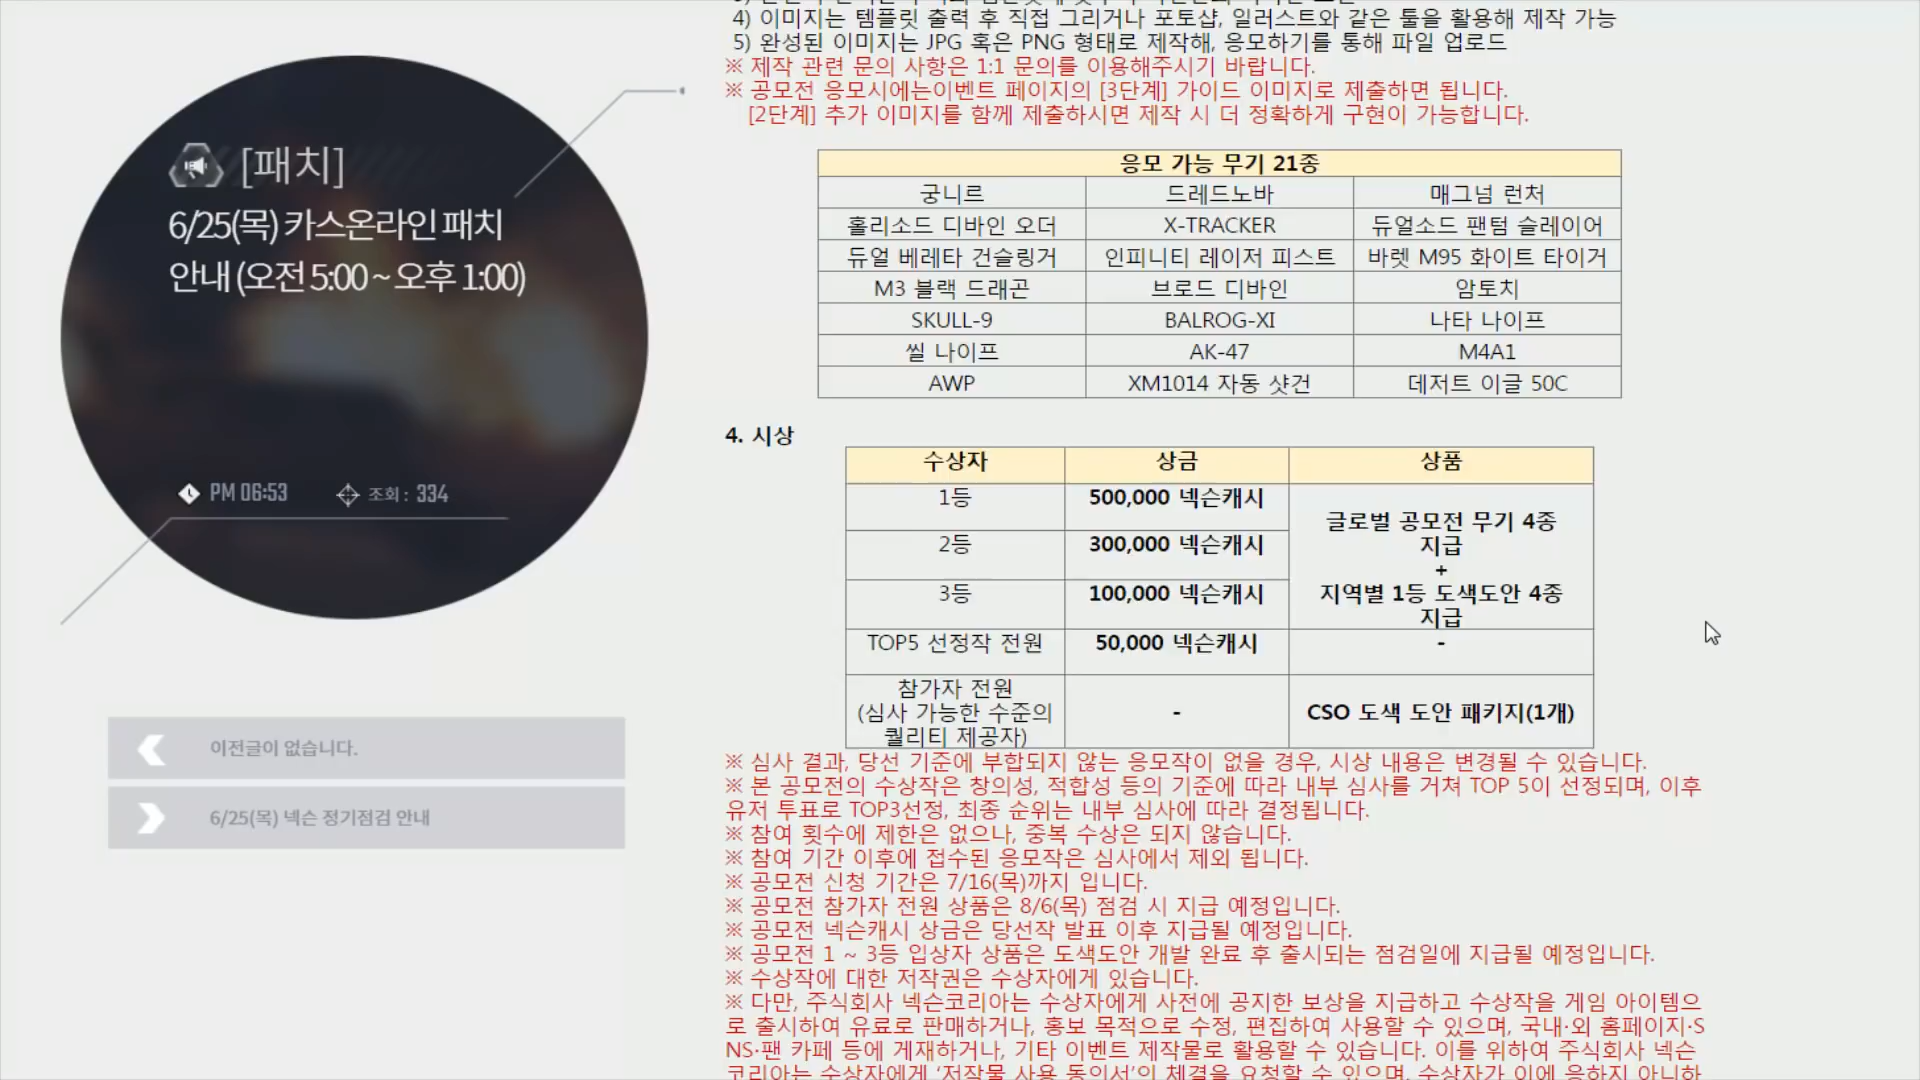 [패치]
6/25(목) 카스온라인 패치
안내 (오전 5:00 ~ 오후 1:00)
PM 06:53 조회 : 334
이전글이 없습니다.
6/25(목) 넥슨 정기점검 안내
4) 이미지는 템플릿 출력 후 직접 그리거나 포토샵, 일러스트와 같은 툴을 활용해 제작 가능
5) 완성된 이미지는 JPG 혹은 PNG 형태로 제작해, 응모하기를 통해 파일 업로드
※ 제작 관련 문의 사항은 1:1 문의를 이용해주시기 바랍니다.
※ 공모전 응모시에는이벤트 페이지의 [3단계] 가이드 이미지로 제출하면 됩니다.
[2단계] 추가 이미지를 함께 제출하시면 제작 시 더 정확하게 구현이 가능합니다.
응모 가능 무기 21종
궁니르 드레드노바 매그넘 런처
홀리소드 디바인 오더 X-TRACKER 듀얼소드 팬텀 슬레이어
듀얼 베레타 건슬링거 인피니티 레이저 피스트 바렛 M95 화이트 타이거
M3 블랙 드래곤 브로드 디바인 암토치
SKULL-9 BALROG-XI 나타 나이프
씰 나이프 AK-47 M4A1
AWP XM1014 자동 샷건 데저트 이글 50C
4. 시상
수상자 상금 상품
1등 500,000 넥슨캐시
2등 300,000 넥슨캐시
3등 100,000 넥슨캐시
글로벌 공모전 무기 4종
지급
+
지역별 1등 도색도안 4종
지급
TOP5 선정작 전원 50,000 넥슨캐시 -
참가자 전원
(심사 가능한 수준의
퀄리티 제공자)
- CSO 도색 도안 패키지(1개)
※ 심사 결과, 당선 기준에 부합되지 않는 응모작이 없을 경우, 시상 내용은 변경될 수 있습니다.
※ 본 공모전의 수상작은 창의성, 적합성 등의 기준에 따라 내부 심사를 거쳐 TOP 5이 선정되며, 이후
유저 투표로 TOP3선정, 최종 순위는 내부 심사에 따라 결정됩니다.
※ 참여 횟수에 제한은 없으나, 중복 수상은 되지 않습니다.
※ 참여 기간 이후에 접수된 응모작은 심사에서 제외 됩니다.
※ 공모전 신청 기간은 7/16(목)까지 입니다.
※ 공모전 참가자 전원 상품은 8/6(목) 점검 시 지급 예정입니다.
※ 공모전 넥슨캐시 상금은 당선작 발표 이후 지급될 예정입니다.
※ 공모전 1 ~ 3등 입상자 상품은 도색도안 개발 완료 후 출시되는 점검일에 지급될 예정입니다.
※ 수상작에 대한 저작권은 수상자에게 있습니다.
※ 다만, 주식회사 넥슨코리아는 수상자에게 사전에 공지한 보상을 지급하고 수상작을 게임 아이템으
로 출시하여 유료로 판매하거나, 홍보 목적으로 수정, 편집하여 사용할 수 있으며, 국내·외 홈페이지·S
NS·팬 카페 등에 게재하거나, 기타 이벤트 제작물로 활용할 수 있습니다. 이를 위하여 주식회사 넥슨
코리아는 수상자에게 '저작물 사용 동의서'의 체결을 요청할 수 있으며, 수상자가 이에 응하지 아니하